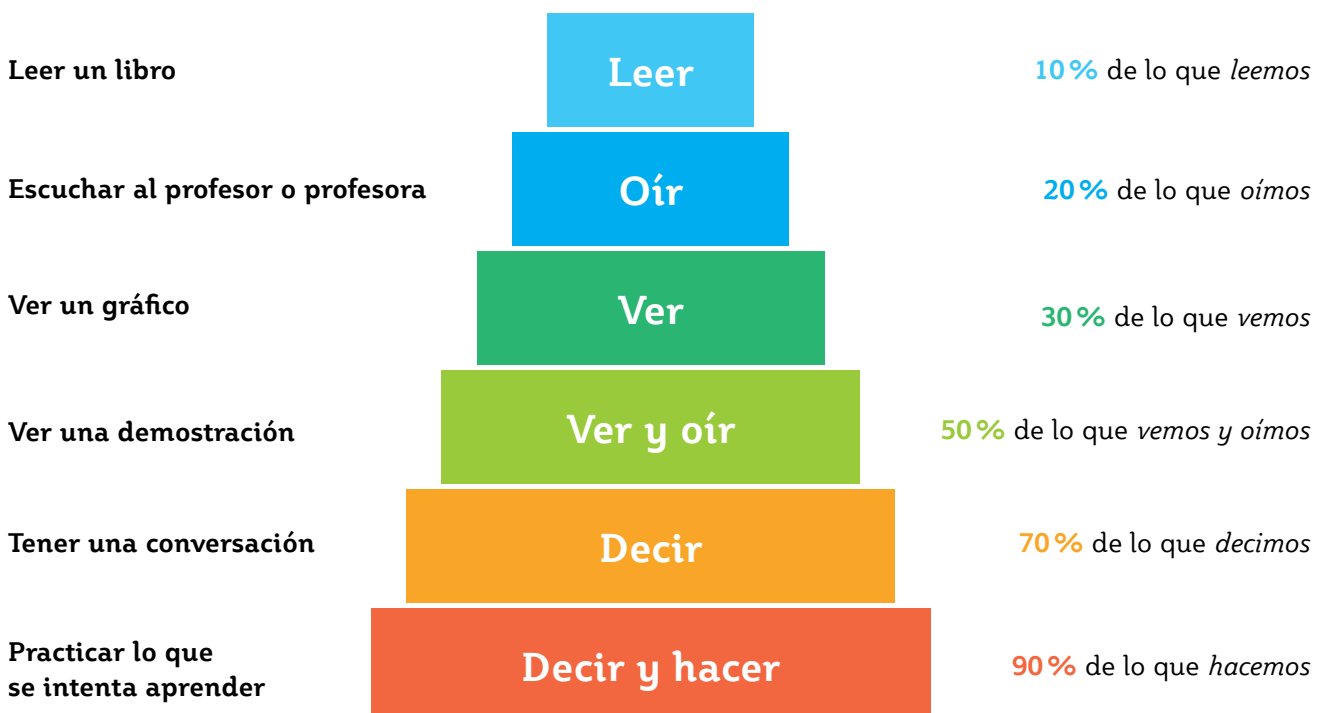 Leer un libro
Leer
10 % de lo que leemos
Escuchar al profesor o profesora
Oír
20 % de lo que oímos
Ver un gráfico
Ver
30 % de lo que vemos
Ver una demostración
Ver y oír
50 % de lo que vemos y oímos
Tener una conversación
Decir
70 % de lo que decimos
Practicar lo que
se intenta aprender
Decir y hacer
90 % de lo que hacemos